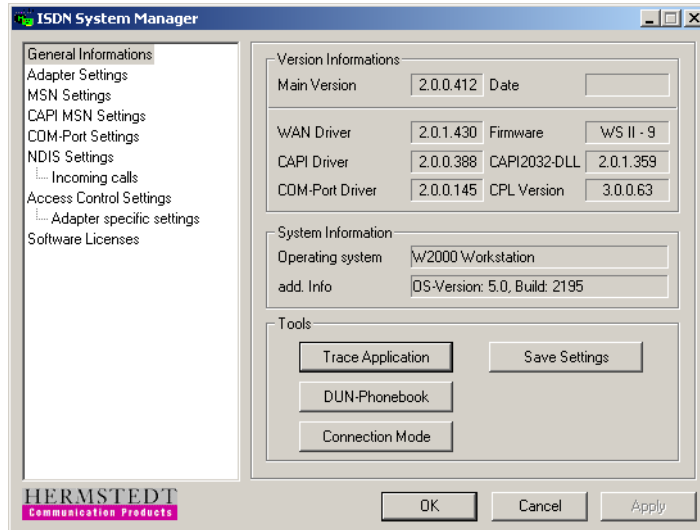 ISDN System Manager
General Informations
Adapter Settings
MSN Settings
CAPI MSN Settings
COM-Port Settings
NDIS Settings
Incoming calls
Access Control Settings
Adapter specific settings
Software Licenses
Version Informations
Main Version 2.0.0.412 Date
WAN Driver 2.0.1.430 Firmware WS II - 9
CAPI Driver 2.0.0.388 CAPI2032-DLL 2.0.1.359
COM-Port Driver 2.0.0.145 CPL Version 3.0.0.63
System Information
Operating system W2000 Workstation
add. Info OS-Version: 5.0, Build: 2195
Tools
Trace Application Save Settings
DUN-Phonebook
Connection Mode
HERMSTEDT
Communication Products
OK Cancel Apply